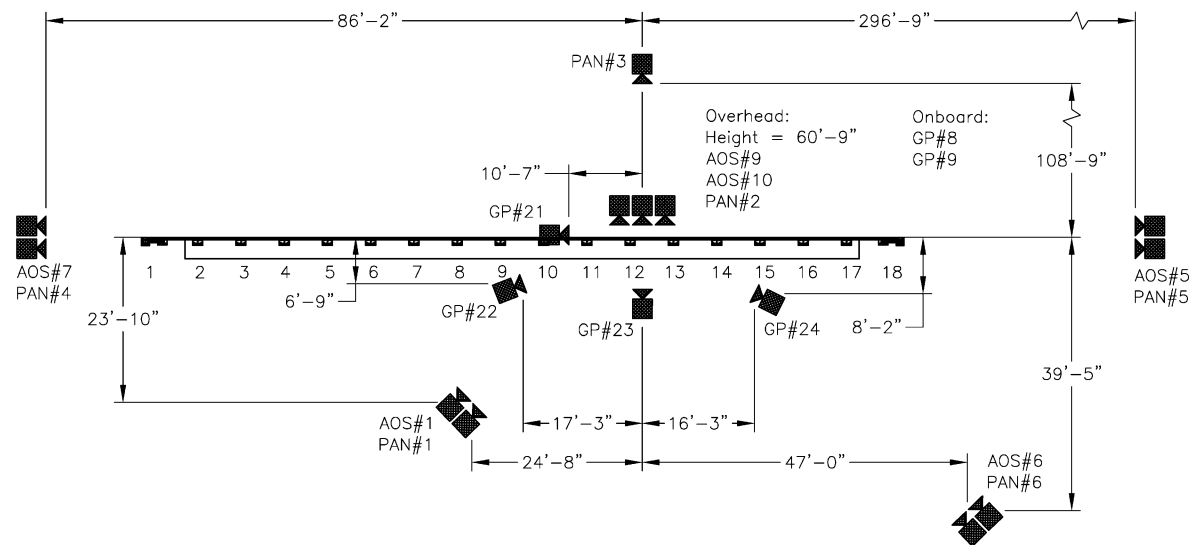 86'-2"
296'-9"
PAN#3
Overhead:
Height = 60'-9"
AOS#9
AOS#10
PAN#2
Onboard:
GP#8
GP#9
108'-9"
10'-7"
GP#21
AOS#7
PAN#4
1 2 3 4 5 6 7 8 9 10 11 12 13 14 15 16 17 18
AOS#5
PAN#5
6'-9"
GP#22
GP#23
GP#24
8'-2"
23'-10"
39'-5"
AOS#1
PAN#1
17'-3"
16'-3"
24'-8"
47'-0"
AOS#6
PAN#6